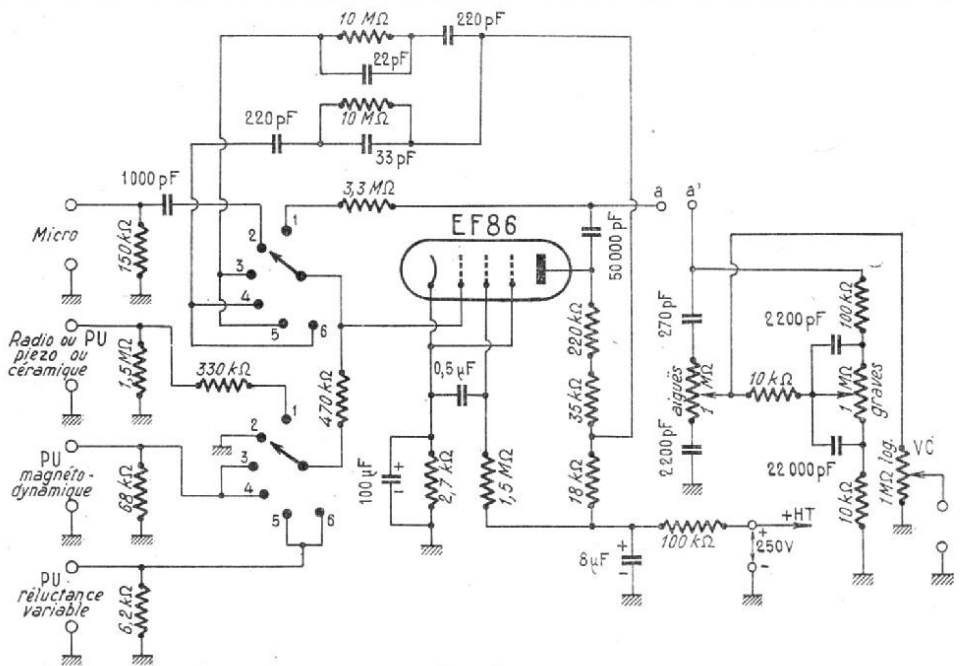 10 MΩ
220 pF
22 pF
10 MΩ
220 pF
33 pF
1000 pF
3,3 MΩ
a
a'
EF86
50 000 pF
Micro
150 kΩ
1
2
3
4
5
6
Radio ou PU
piezo ou
céramique
1,5 MΩ
330 kΩ
470 kΩ
0,5 μF
220 kΩ
35 kΩ
18 kΩ
270 pF
aiguës
1 MΩ
2200 pF
10 kΩ
2200 pF
100 kΩ
1 MΩ
graves
22 000 pF
10 kΩ
1 MΩ log.
VC
1
2
3
4
5
6
PU
magnéto-
dynamique
68 kΩ
100 μF
+
-
2,7 kΩ
1,5 MΩ
8 μF
+
-
100 kΩ
+HT
+
250V
-
PU
réluctance
variable
6,2 kΩ